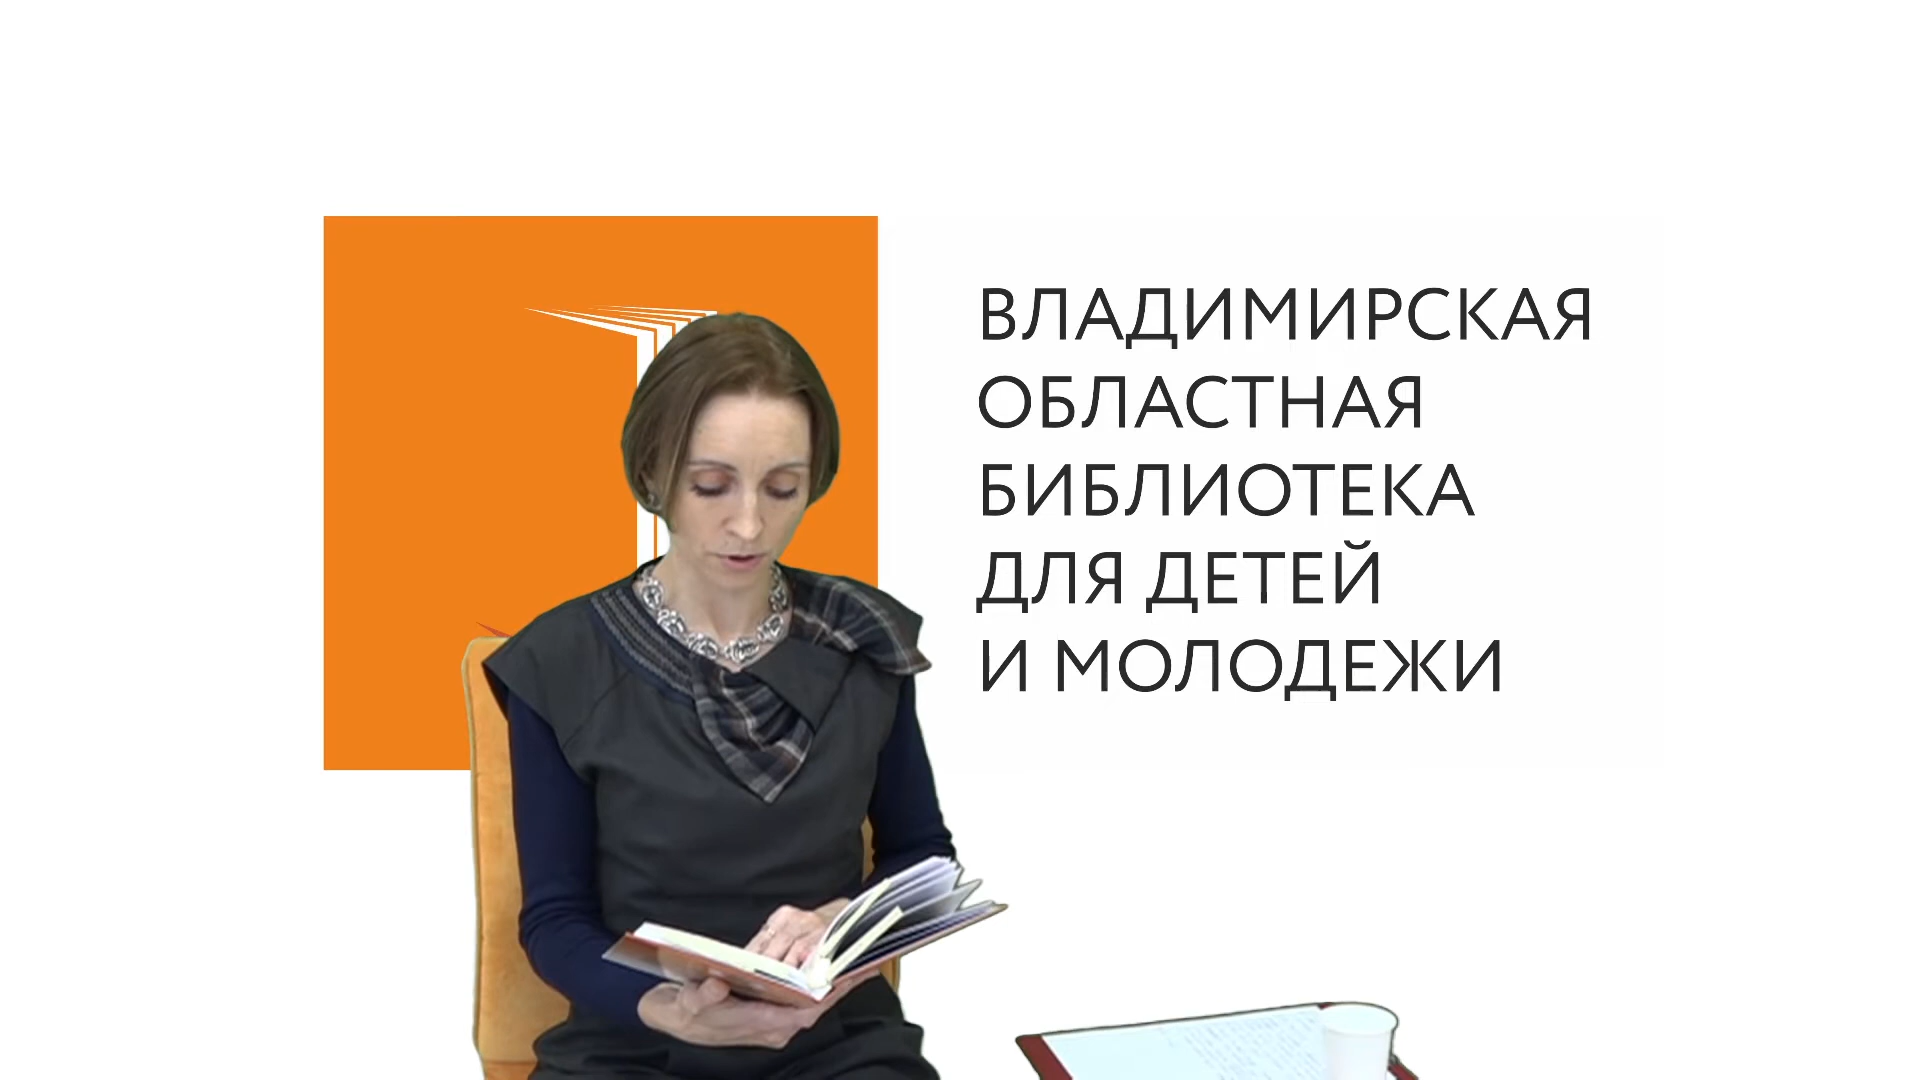 ВЛАДИМИРСКАЯ
ОБЛАСТНАЯ
БИБЛИОТЕКА
ДЛЯ ДЕТЕЙ
И МОЛОДЕЖИ